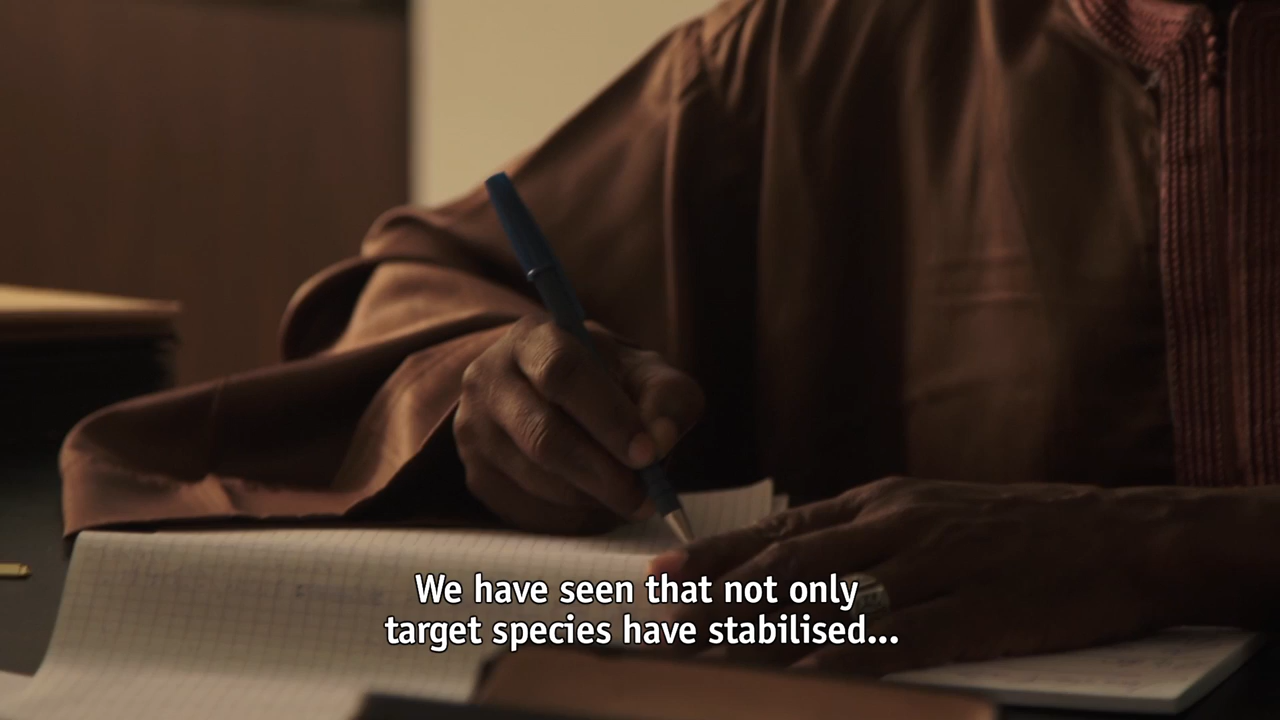 We have seen that not only
target species have stabilised...